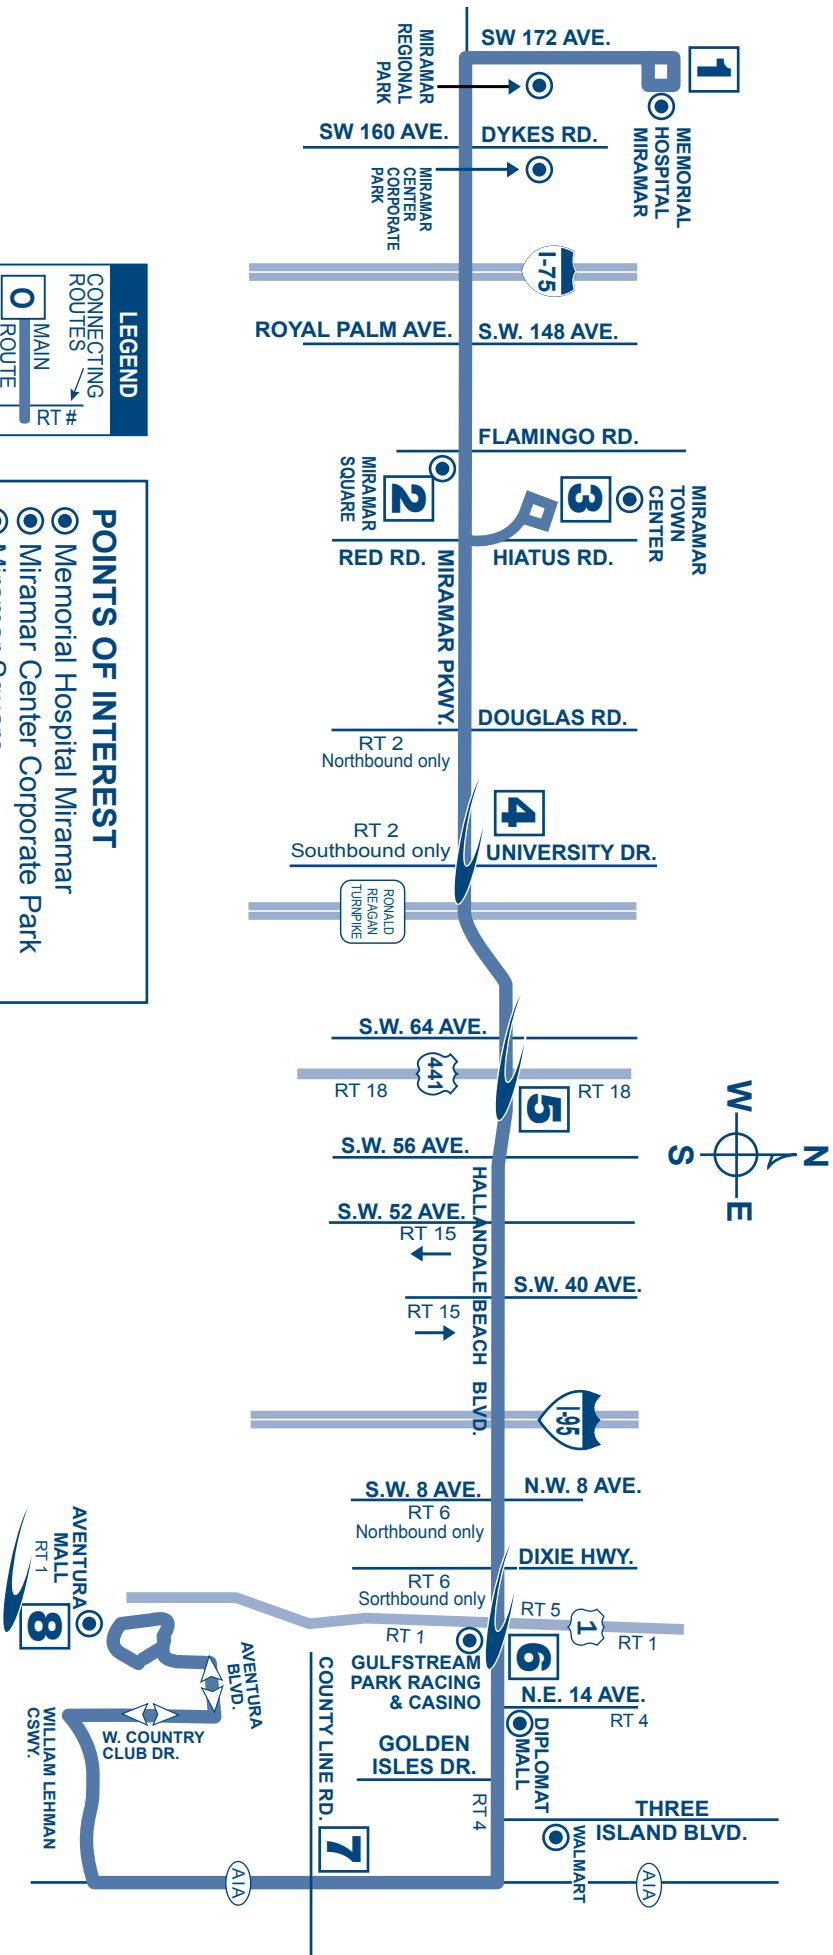 SW 172 AVE.
1
MEMORIAL
HOSPITAL
MIRAMAR
MIRAMAR
REGIONAL
PARK
SW 160 AVE.
DYKES RD.
MIRAMAR
CENTER
CORPORATE
PARK
I-75
ROYAL PALM AVE.
S.W. 148 AVE.
LEGEND
CONNECTING
ROUTES
RT #
0
MAIN
ROUTE
FLAMINGO RD.
MIRAMAR
SQUARE
2
3
MIRAMAR
TOWN
CENTER
RED RD.
HIATUS RD.
MIRAMAR PKWY.
POINTS OF INTEREST
Memorial Hospital Miramar
Miramar Center Corporate Park
DOUGLAS RD.
RT 2
Northbound only
4
RT 2
Southbound only
UNIVERSITY DR.
RONALD
REAGAN
TURNPIKE
S.W. 64 AVE.
441
RT 18
RT 18
5
N
W
E
S
S.W. 56 AVE.
S.W. 52 AVE.
RT 15
HALLANDALE BEACH BLVD.
S.W. 40 AVE.
RT 15
I-95
S.W. 8 AVE.
N.W. 8 AVE.
RT 6
Northbound only
DIXIE HWY.
RT 6
Sorthbound only
RT 5
1
RT 1
RT 1
6
GULFSTREAM
PARK RACING
& CASINO
N.E. 14 AVE.
RT 4
DIPLOMAT
MALL
GOLDEN
ISLES DR.
RT 4
THREE
ISLAND BLVD.
WALMART
COUNTY LINE RD.
7
A1A
A1A
AVENTURA
MALL
RT 1
8
AVENTURA
BLVD.
W. COUNTRY
CLUB DR.
WILLIAM LEHMAN
CSWY.